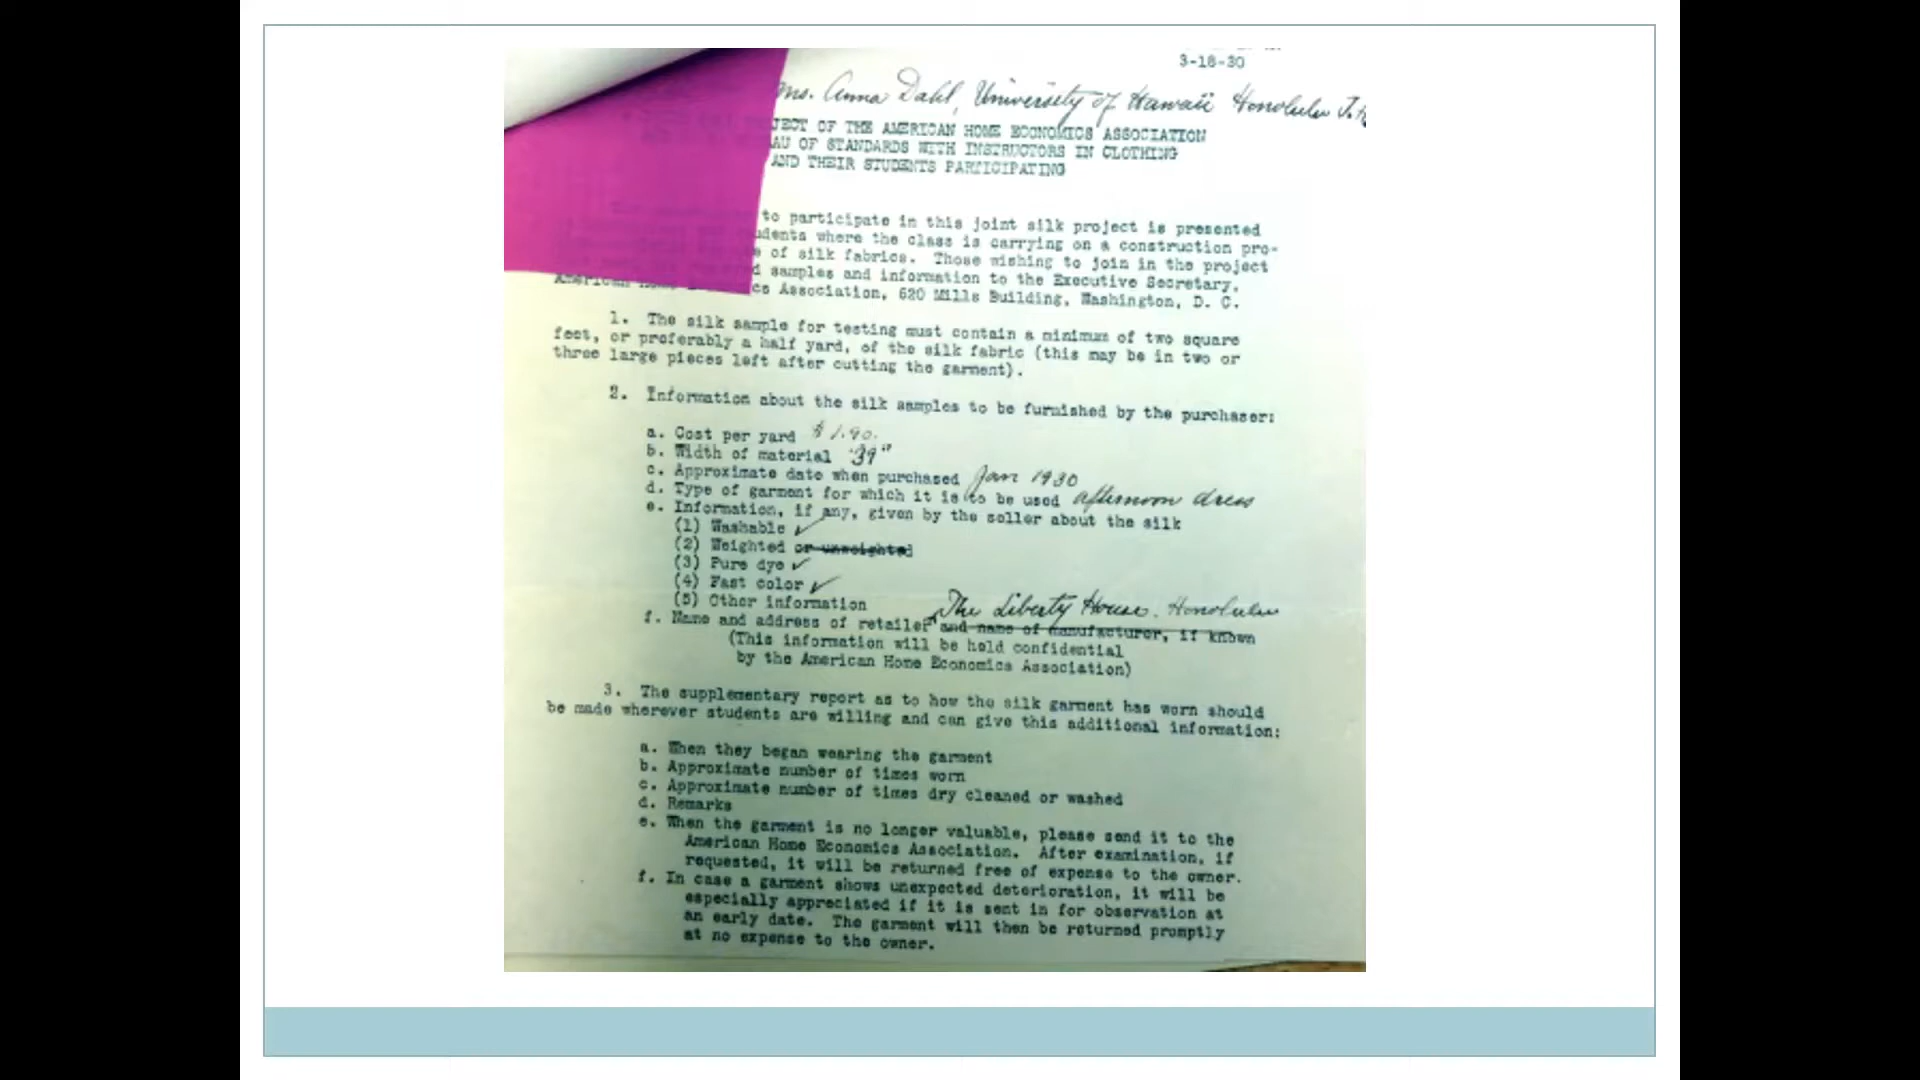 3-18-30
Mrs. Anna Dahl, University of Hawaii Honolulu T.H.
JECT OF THE AMERICAN HOME ECONOMICS ASSOCIATION
AU OF STANDARDS WITH INSTRUCTORS IN CLOTHING
AND THEIR STUDENTS PARTICIPATING
to participate in this joint silk project is presented
udents where the class is carrying on a construction pro-
e of silk fabrics. Those wishing to join in the project
d samples and information to the Executive Secretary,
American Home cs Association, 620 Mills Building, Washington, D. C.
1. The silk sample for testing must contain a minimum of two square
feet, or preferably a half yard, of the silk fabric (this may be in two or
three large pieces left after cutting the garment).
2. Information about the silk samples to be furnished by the purchaser:
a. Cost per yard $1.90.
b. Width of material 39"
c. Approximate date when purchased Jan 1930
d. Type of garment for which it is to be used afternoon dress
e. Information, if any, given by the seller about the silk
(1) Washable ✓
(2) Weighted or unweighted
(3) Pure dye ✓
(4) Fast color ✓
(5) Other information
The Liberty House. Honolulu
f. Name and address of retailer and name of manufacturer, if known
(This information will be held confidential
by the American Home Economics Association)
3. The supplementary report as to how the silk garment has worn should
be made wherever students are willing and can give this additional information:
a. When they began wearing the garment
b. Approximate number of times worn
c. Approximate number of times dry cleaned or washed
d. Remarks
e. When the garment is no longer valuable, please send it to the
American Home Economics Association. After examination, if
requested, it will be returned free of expense to the owner.
f. In case a garment shows unexpected deterioration, it will be
especially appreciated if it is sent in for observation at
an early date. The garment will then be returned promptly
at no expense to the owner.